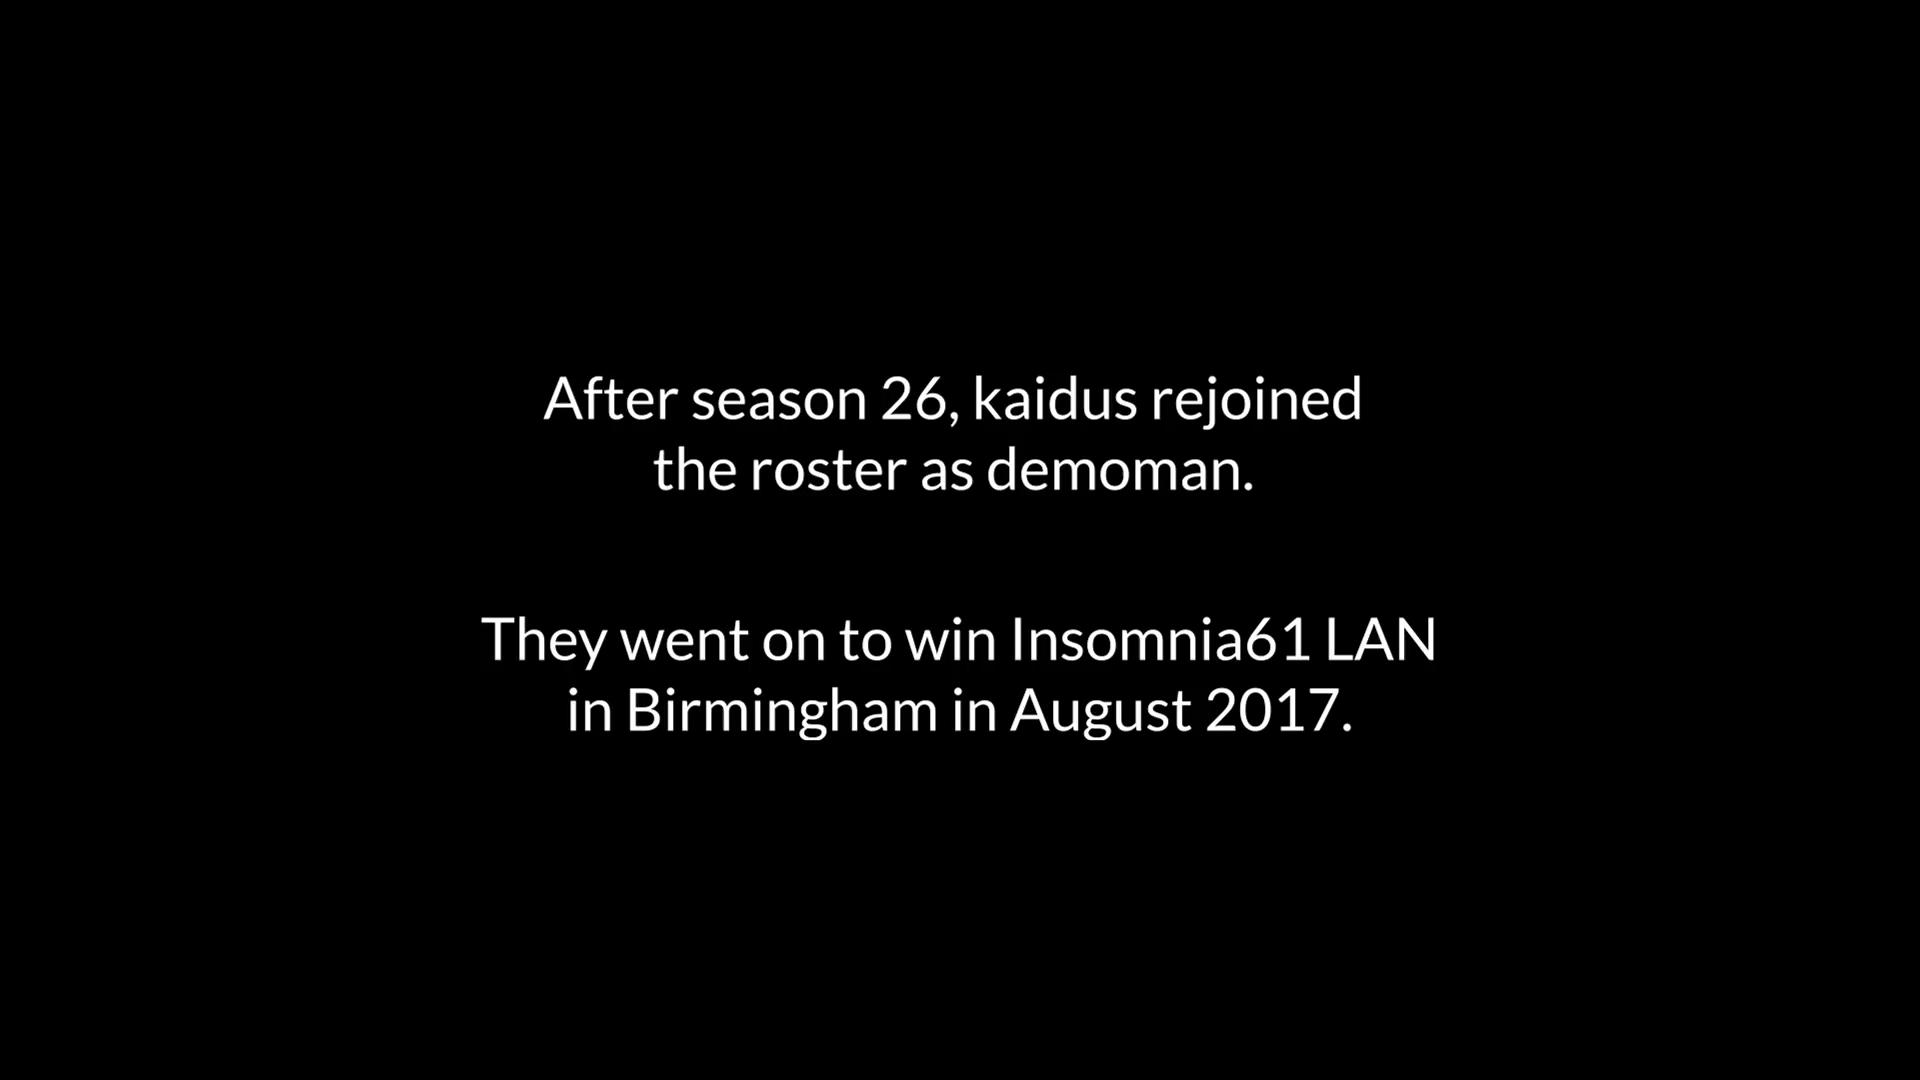 After season 26, kaidus rejoined
the roster as demoman.
They went on to win Insomnia61 LAN
in Birmingham in August 2017.